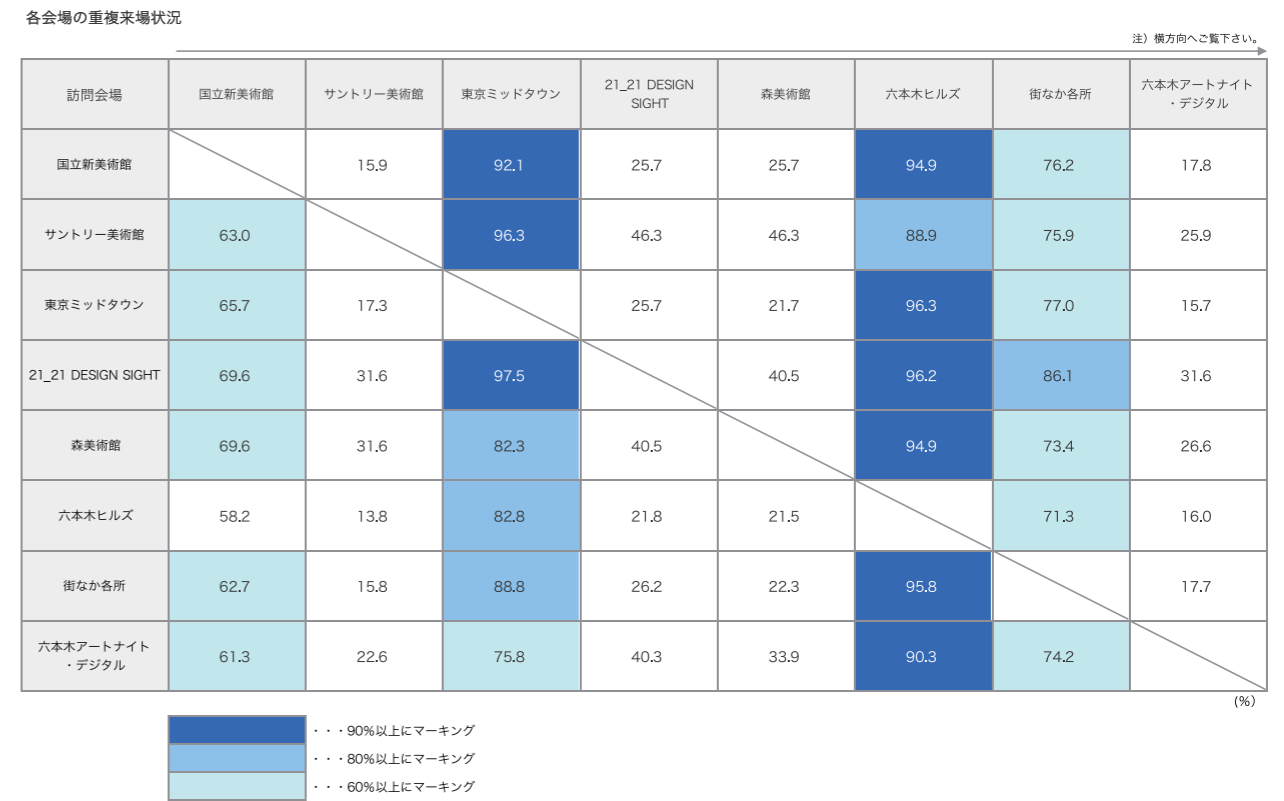 各会場の重複来場状況
注）横方向へご覧下さい。
訪問会場 国立新美術館 サントリー美術館 東京ミッドタウン 21_21 DESIGN SIGHT 森美術館 六本木ヒルズ 街なか各所 六本木アートナイト・デジタル
国立新美術館 15.9 92.1 25.7 25.7 94.9 76.2 17.8
サントリー美術館 63.0 96.3 46.3 46.3 88.9 75.9 25.9
東京ミッドタウン 65.7 17.3 25.7 21.7 96.3 77.0 15.7
21_21 DESIGN SIGHT 69.6 31.6 97.5 40.5 96.2 86.1 31.6
森美術館 69.6 31.6 82.3 40.5 94.9 73.4 26.6
六本木ヒルズ 58.2 13.8 82.8 21.8 21.5 71.3 16.0
街なか各所 62.7 15.8 88.8 26.2 22.3 95.8 17.7
六本木アートナイト・デジタル 61.3 22.6 75.8 40.3 33.9 90.3 74.2
(%)
・・・90%以上にマーキング
・・・80%以上にマーキング
・・・60%以上にマーキング